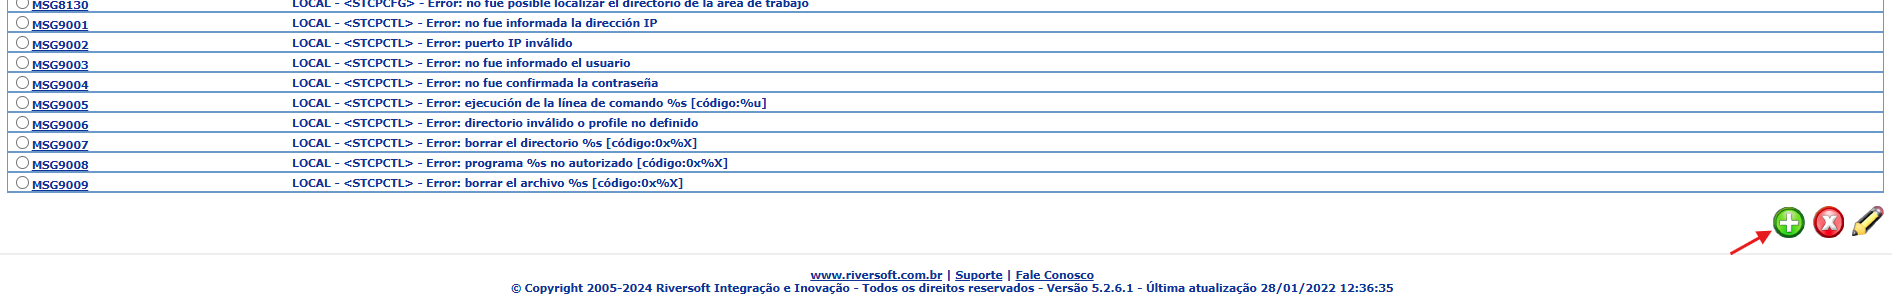 MSG8130 LOCAL - <STCPCFG> - Error: no fue posible localizar el directorio de la área de trabajo
MSG9001 LOCAL - <STCPCTL> - Error: no fue informada la dirección IP
MSG9002 LOCAL - <STCPCTL> - Error: puerto IP inválido
MSG9003 LOCAL - <STCPCTL> - Error: no fue informado el usuario
MSG9004 LOCAL - <STCPCTL> - Error: no fue confirmada la contraseña
MSG9005 LOCAL - <STCPCTL> - Error: ejecución de la línea de comando %s [código:%u]
MSG9006 LOCAL - <STCPCTL> - Error: directorio inválido o profile no definido
MSG9007 LOCAL - <STCPCTL> - Error: borrar el directorio %s [código:0x%X]
MSG9008 LOCAL - <STCPCTL> - Error: programa %s no autorizado [código:0x%X]
MSG9009 LOCAL - <STCPCTL> - Error: borrar el archivo %s [código:0x%X]
www.riversoft.com.br | Suporte | Fale Conosco
© Copyright 2005-2024 Riversoft Integração e Inovação - Todos os direitos reservados - Versão 5.2.6.1 - Última atualização 28/01/2022 12:36:35